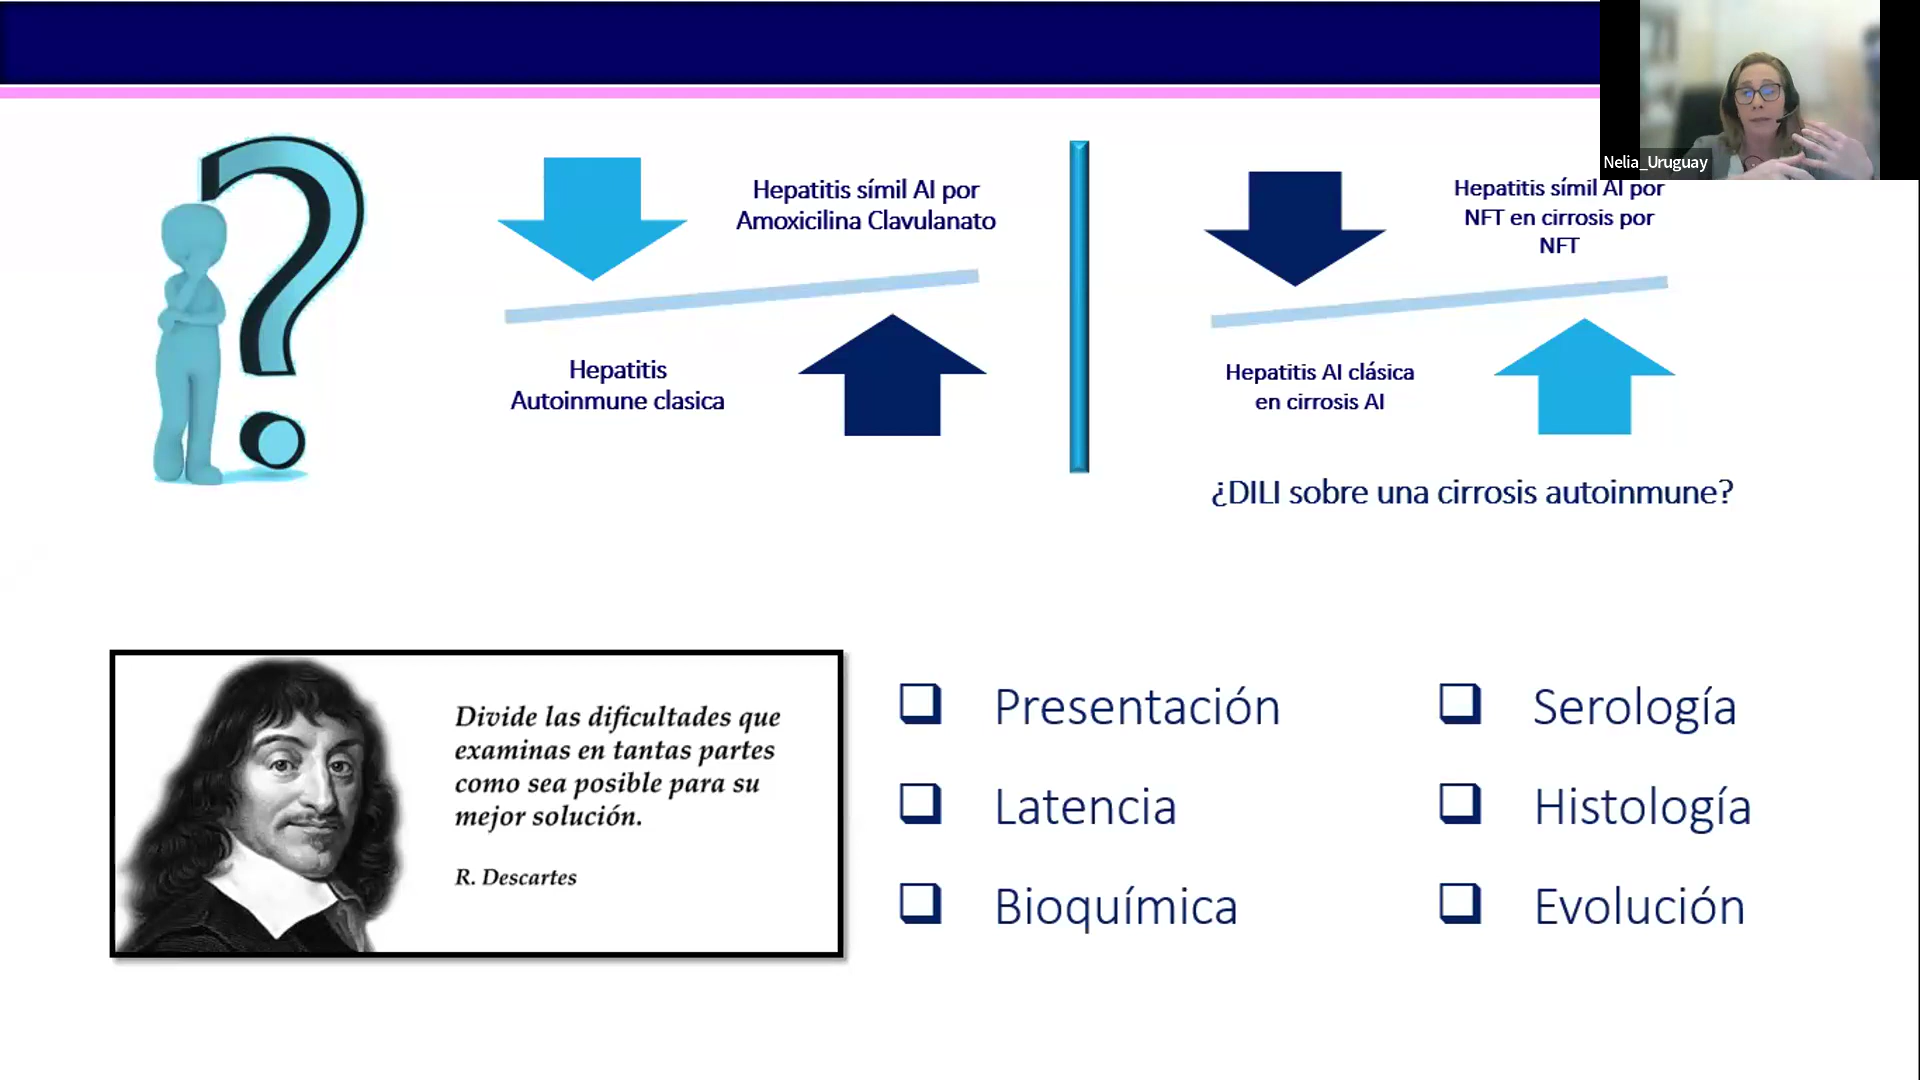 Nelia_Uruguay
Hepatitis símil AI por
Amoxicilina Clavulanato
Hepatitis
Autoinmune clasica
Hepatitis símil AI por
NFT en cirrosis por
NFT
Hepatitis AI clásica
en cirrosis AI
¿DILI sobre una cirrosis autoinmune?
Divide las dificultades que
examinas en tantas partes
como sea posible para su
mejor solución.
R. Descartes
Presentación
Latencia
Bioquímica
Serología
Histología
Evolución